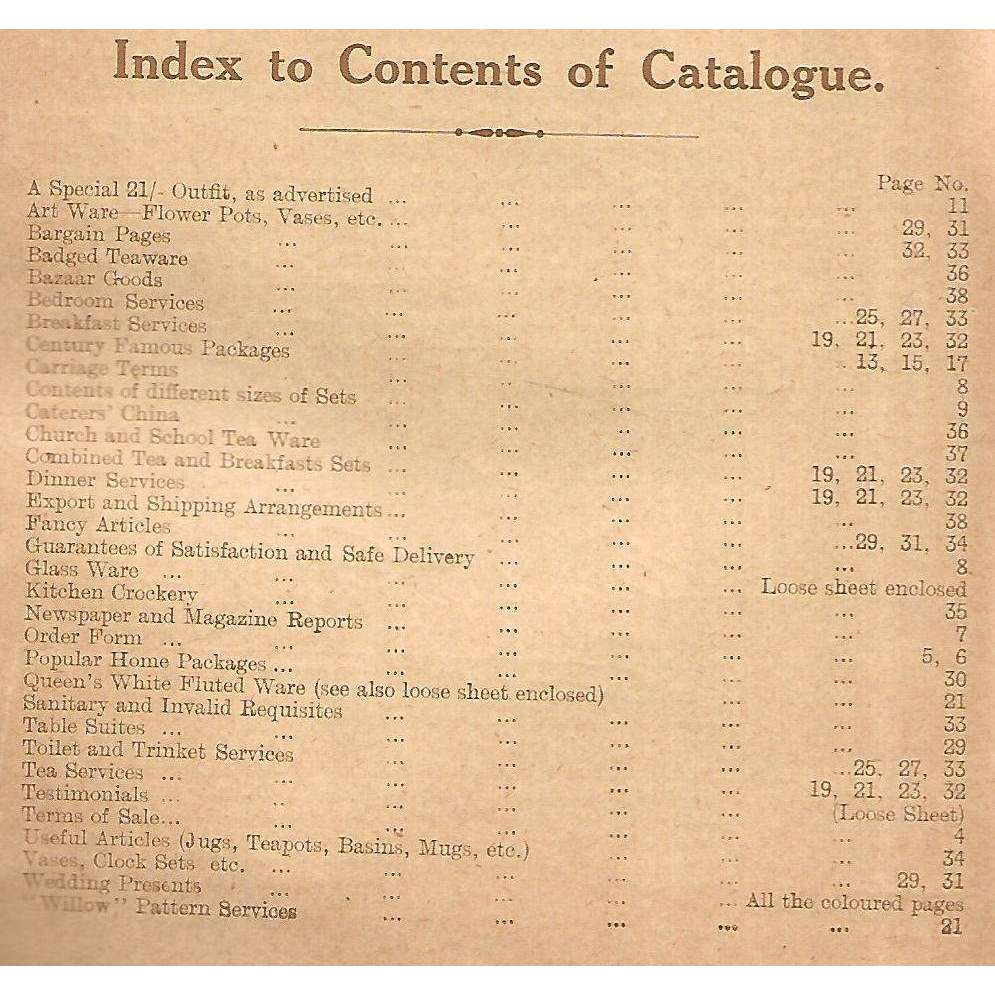 Index to Contents of Catalogue.
Page No.
A Special 21/- Outfit, as advertised ... ... ... ... ... 11
Art Ware—Flower Pots, Vases, etc. ... ... ... ... ... 29, 31
Bargain Pages ... ... ... ... ... ... 32, 33
Badged Teaware ... ... ... ... ... ... 36
Bazaar Goods ... ... ... ... ... ... 38
Bedroom Services ... ... ... ... ... ...25, 27, 33
Breakfast Services ... ... ... ... ... 19, 21, 23, 32
Century Famous Packages ... ... ... ... ... 13, 15, 17
Carriage Terms ... ... ... ... ... ... 8
Contents of different sizes of Sets ... ... ... ... ... 9
Caterers' China ... ... ... ... ... ... 36
Church and School Tea Ware ... ... ... ... ... 37
Combined Tea and Breakfasts Sets ... ... ... ... 19, 21, 23, 32
Dinner Services ... ... ... ... ... 19, 21, 23, 32
Export and Shipping Arrangements ... ... ... ... ... 38
Fancy Articles ... ... ... ... ... ...29, 31, 34
Guarantees of Satisfaction and Safe Delivery ... ... ... ... 8
Glass Ware ... ... ... ... ... ... Loose sheet enclosed
Kitchen Crockery ... ... ... ... ... ... 35
Newspaper and Magazine Reports ... ... ... ... ... 7
Order Form ... ... ... ... ... ... ... 5, 6
Popular Home Packages ... ... ... ... ... ... 30
Queen's White Fluted Ware (see also loose sheet enclosed) ... ... ... 21
Sanitary and Invalid Requisites ... ... ... ... ... 33
Table Suites ... ... ... ... ... ... ... 29
Toilet and Trinket Services ... ... ... ... ...25, 27, 33
Tea Services ... ... ... ... ... ... 19, 21, 23, 32
Testimonials ... ... ... ... ... ... (Loose Sheet)
Terms of Sale... ... ... ... ... ... ... 4
Useful Articles (Jugs, Teapots, Basins, Mugs, etc.) ... ... ... 34
Vases, Clock Sets etc. ... ... ... ... ... ... 29, 31
Wedding Presents ... ... ... ... ... All the coloured pages
"Willow" Pattern Services ... ... ... ... ... 21